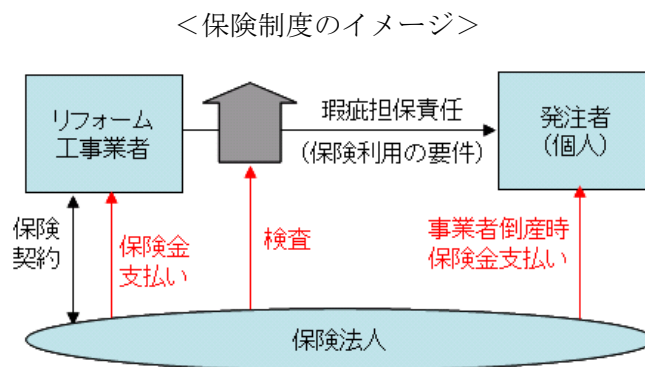 ＜保険制度のイメージ＞
リフォーム
工事業者
瑕疵担保責任
(保険利用の要件)
発注者
(個人)
保険
契約
保険金
支払い
検査
事業者倒産時
保険金支払い
保険法人